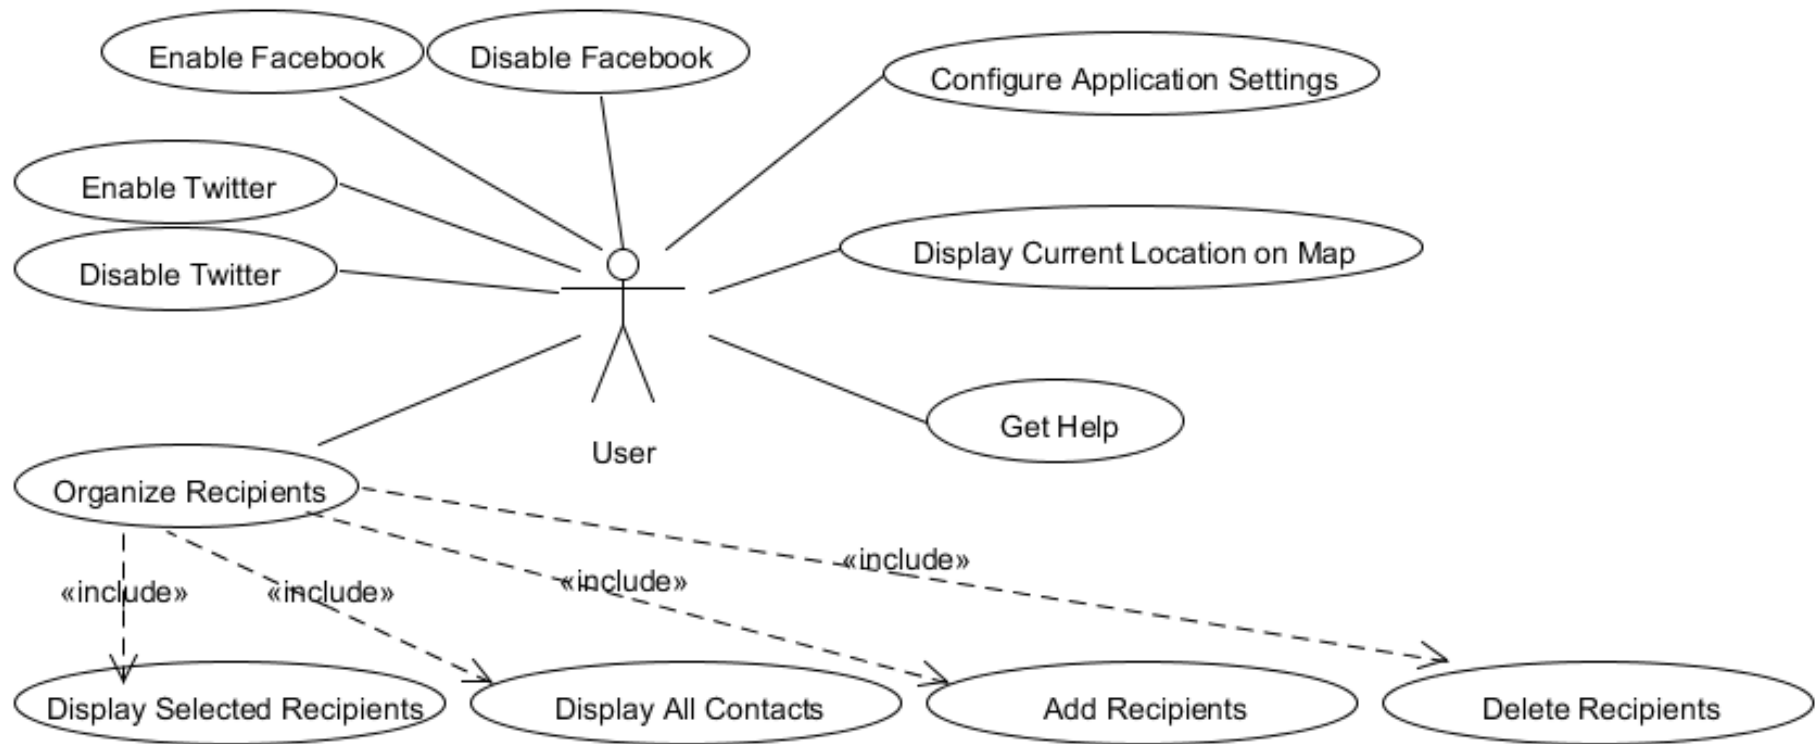 Enable Facebook
Disable Facebook
Configure Application Settings
Enable Twitter
Display Current Location on Map
Disable Twitter
Get Help
User
Organize Recipients
«include»
«include»
«include»
«include»
Display Selected Recipients
Display All Contacts
Add Recipients
Delete Recipients